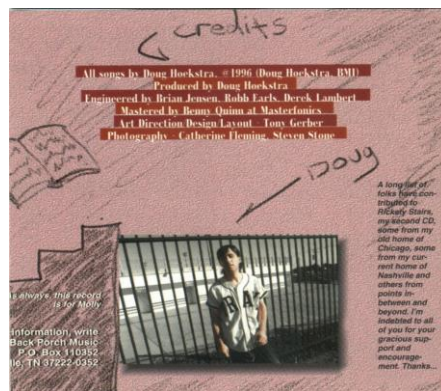 credits
All songs by Doug Hoekstra, ©1996 (Doug Hoekstra, BMI)
Produced by Doug Hoekstra
Engineered by Brian Jensen, Robb Earls, Derek Lambert
Mastered by Benny Quinn at Masterfonics
Art Direction/Design/Layout - Tony Gerber
Photography - Catherine Fleming, Steven Stone
Doug
A long list of
folks have con-
tributed to
Rickety Stairs,
my second CD,
some from my
old home of
Chicago, some
from my cur-
rent home of
Nashville and
others from
points in-
between and
beyond. I'm
indebted to all
of you for your
gracious sup-
port and
encourage-
ment. Thanks...
As always, this record
is for Molly
information, write
Back Porch Music
P.O. Box 110352
lle, TN 37222-0352
BA